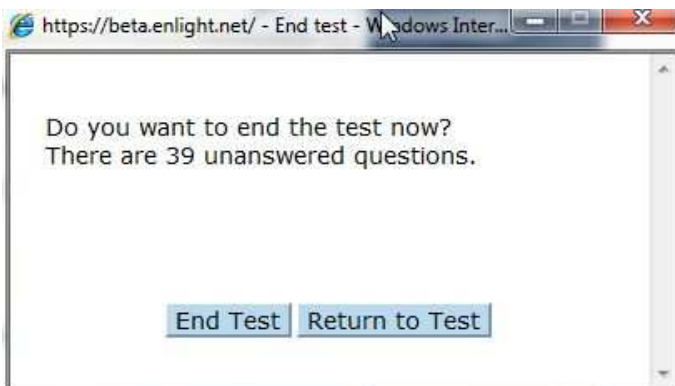 https://beta.enlight.net/ - End test - Windows Inter...
Do you want to end the test now?
There are 39 unanswered questions.
End Test Return to Test